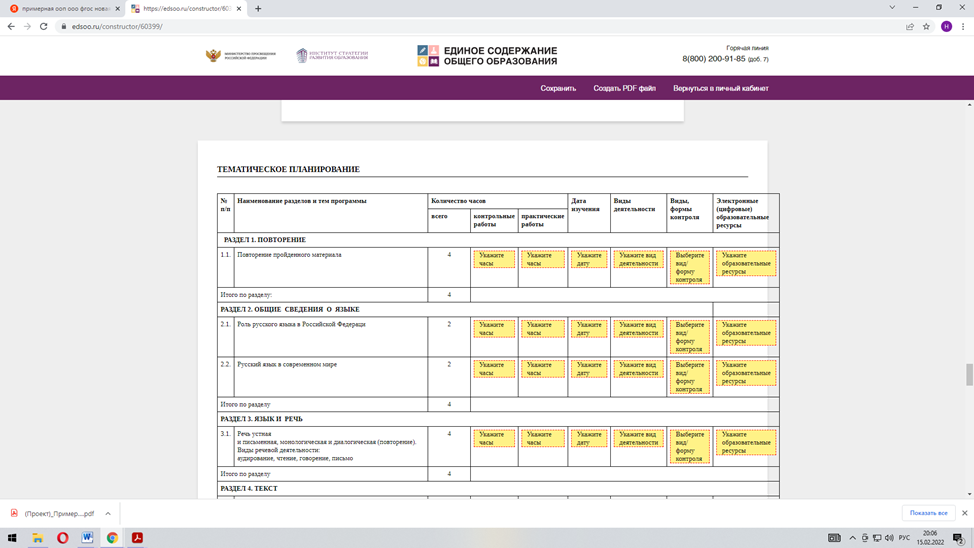 примерная ооп ооо фгос новая
https://edsoo.ru/constructor/603
edsoo.ru/constructor/60399/
МИНИСТЕРСТВО ПРОСВЕЩЕНИЯ
РОССИЙСКОЙ ФЕДЕРАЦИИ
ИНСТИТУТ СТРАТЕГИИ
РАЗВИТИЯ ОБРАЗОВАНИЯ
ЕДИНОЕ СОДЕРЖАНИЕ
ОБЩЕГО ОБРАЗОВАНИЯ
Горячая линия
8(800) 200-91-85 (доб. 7)
Сохранить Создать PDF файл Вернуться в личный кабинет
ТЕМАТИЧЕСКОЕ ПЛАНИРОВАНИЕ
№ п/п Наименование разделов и тем программы Количество часов Дата изучения Виды деятельности Виды, формы контроля Электронные (цифровые) образовательные ресурсы
всего контрольные работы практические работы
РАЗДЕЛ 1. ПОВТОРЕНИЕ
1.1. Повторение пройденного материала 4 Укажите часы Укажите часы Укажите дату Укажите вид деятельности Выберите вид/ форму контроля Укажите образовательные ресурсы
Итого по разделу: 4
РАЗДЕЛ 2. ОБЩИЕ СВЕДЕНИЯ О ЯЗЫКЕ
2.1. Роль русского языка в Российской Федераци 2 Укажите часы Укажите часы Укажите дату Укажите вид деятельности Выберите вид/ форму контроля Укажите образовательные ресурсы
2.2. Русский язык в современном мире 2 Укажите часы Укажите часы Укажите дату Укажите вид деятельности Выберите вид/ форму контроля Укажите образовательные ресурсы
Итого по разделу 4
РАЗДЕЛ 3. ЯЗЫК И РЕЧЬ
3.1. Речь устная 4 Укажите часы Укажите часы Укажите дату Укажите вид деятельности Выберите вид/ форму контроля Укажите образовательные ресурсы
и письменная, монологическая и диалогическая (повторение).
Виды речевой деятельности:
аудирование, чтение, говорение, письмо
Итого по разделу 4
РАЗДЕЛ 4. ТЕКСТ
(Проект)_Пример....pdf
Показать все
РУС
20:06
15.02.2022
2